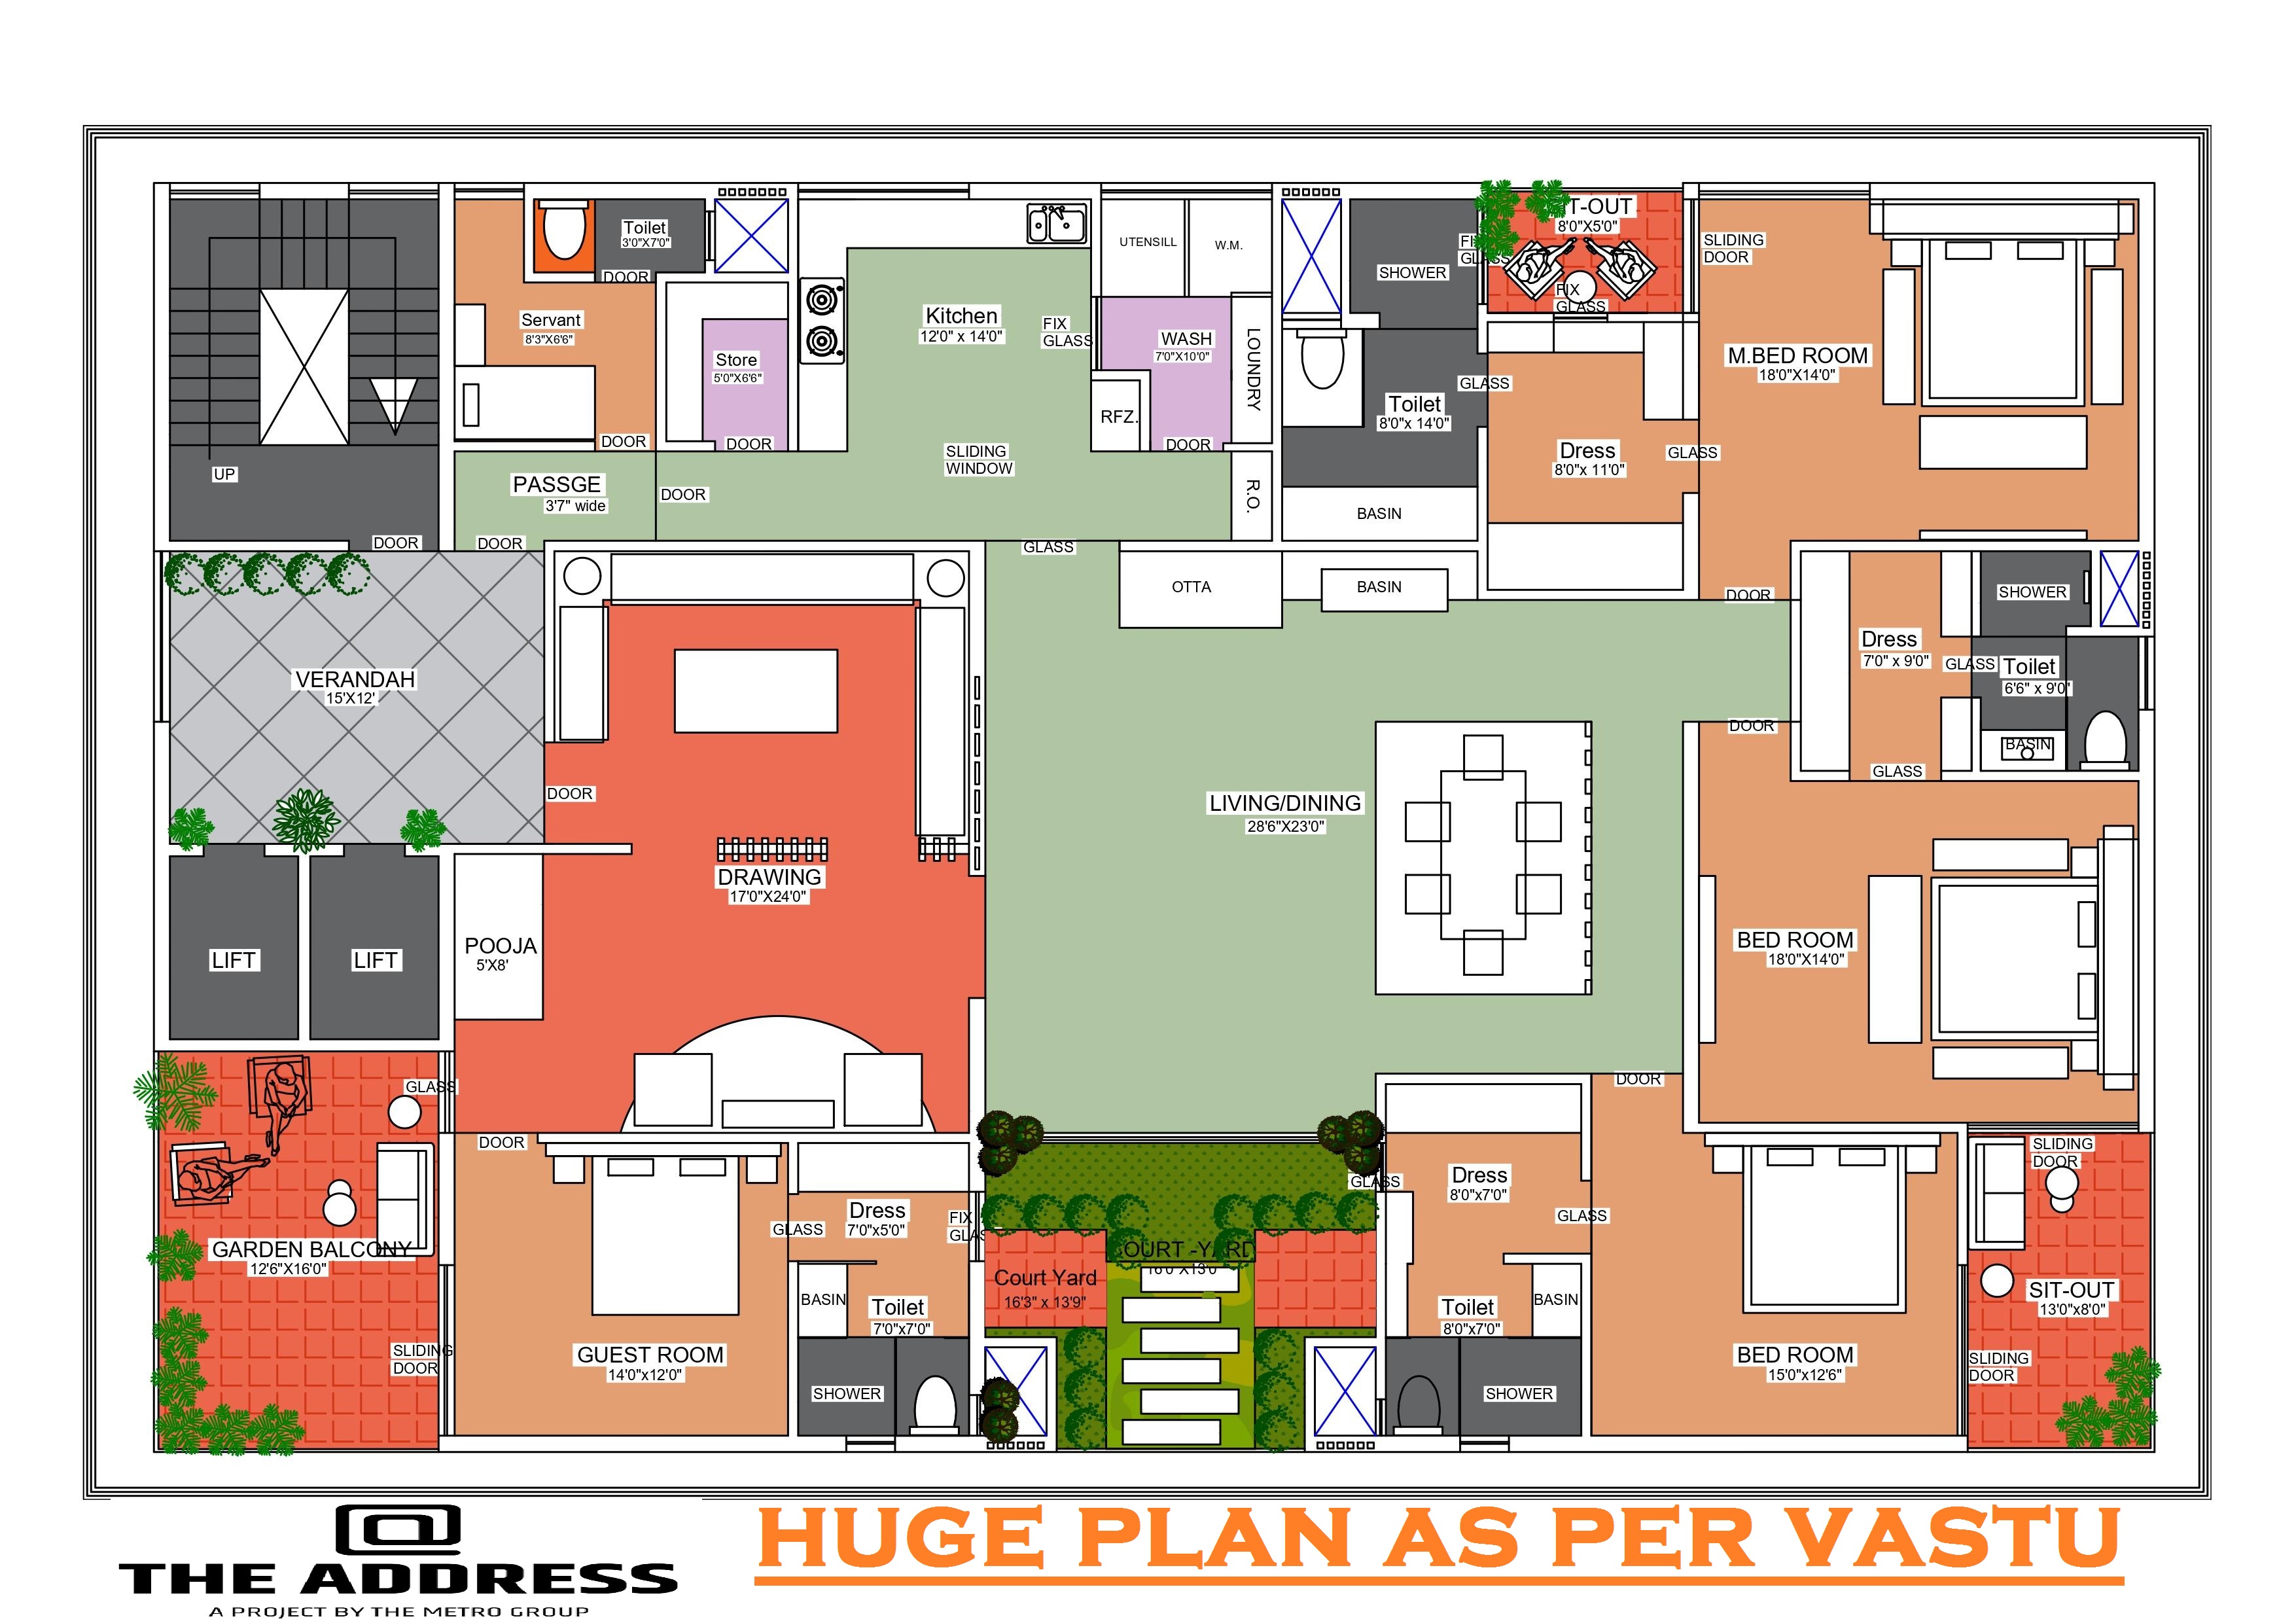 Toilet
3'0"X7'0"
DOOR
Servant
8'3"X6'6"
DOOR
Store
5'0"X6'6"
DOOR
Kitchen
12'0" x 14'0"
FIX
GLASS
SLIDING
WINDOW
UTENSILL
W.M.
WASH
7'0"X10'0"
LOUNDRY
RFZ.
DOOR
R.O.
SHOWER
FIX
GLASS
T-OUT
8'0"X5'0"
FIX
GLASS
SLIDING
DOOR
M.BED ROOM
18'0"X14'0"
Toilet
8'0"x 14'0"
GLASS
Dress
8'0"x 11'0"
GLASS
BASIN
UP
DOOR
PASSGE
3'7" wide
DOOR
DOOR
GLASS
OTTA
BASIN
DOOR
SHOWER
Dress
7'0" x 9'0"
GLASS
Toilet
6'6" x 9'0"
BASIN
GLASS
DOOR
VERANDAH
15'X12'
DOOR
DRAWING
17'0"X24'0"
LIVING/DINING
28'6"X23'0"
LIFT
LIFT
POOJA
5'X8'
BED ROOM
18'0"X14'0"
DOOR
GLASS
GARDEN BALCONY
12'6"X16'0"
SLIDING
DOOR
DOOR
GUEST ROOM
14'0"x12'0"
GLASS
Dress
7'0"x5'0"
FIX
GLAS
BASIN
Toilet
7'0"x7'0"
SHOWER
COURT -YARD
16'0"X13'0"
Court Yard
16'3" x 13'9"
GLASS
Dress
8'0"x7'0"
GLASS
Toilet
8'0"x7'0"
BASIN
SHOWER
BED ROOM
15'0"x12'6"
SLIDING
DOOR
SIT-OUT
13'0"x8'0"
SLIDING
DOOR
THE ADDRESS
A PROJECT BY THE METRO GROUP
HUGE PLAN AS PER VASTU